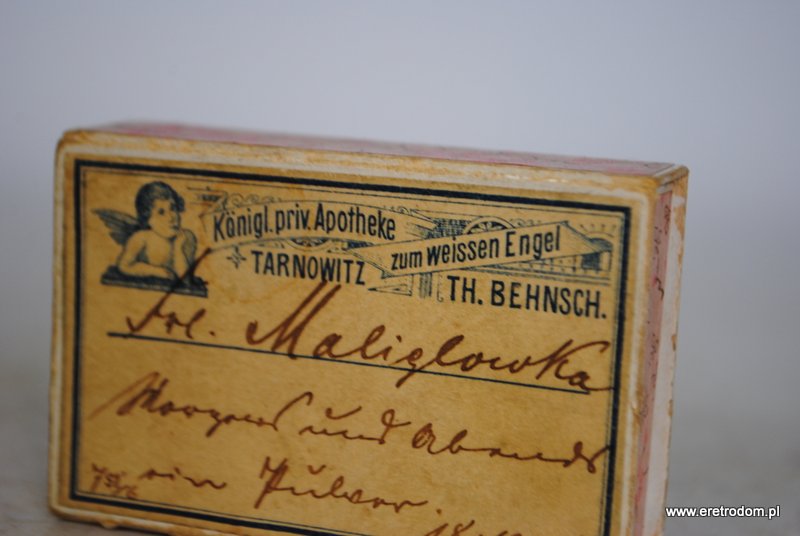 Königl. priv. Apotheke
zum weissen Engel
TARNOWITZ
TH. BEHNSCH.
Frl. Maliglowka
Morgens und Abends
ein Pulver.
www.eretrodom.pl